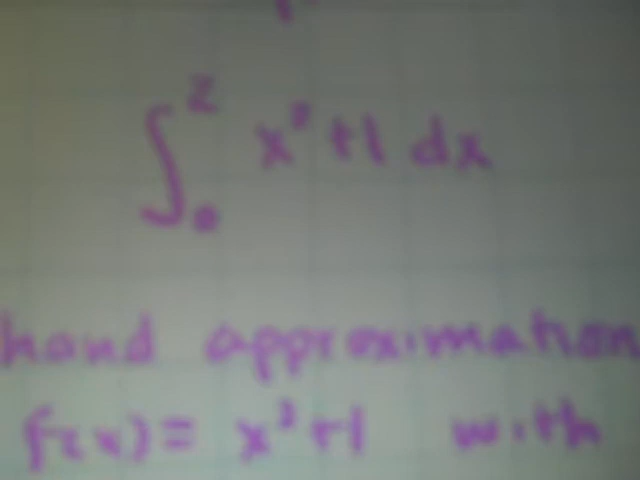 ∫₀² x² +1 dx
hand approximation
f(x) = x² +1 with